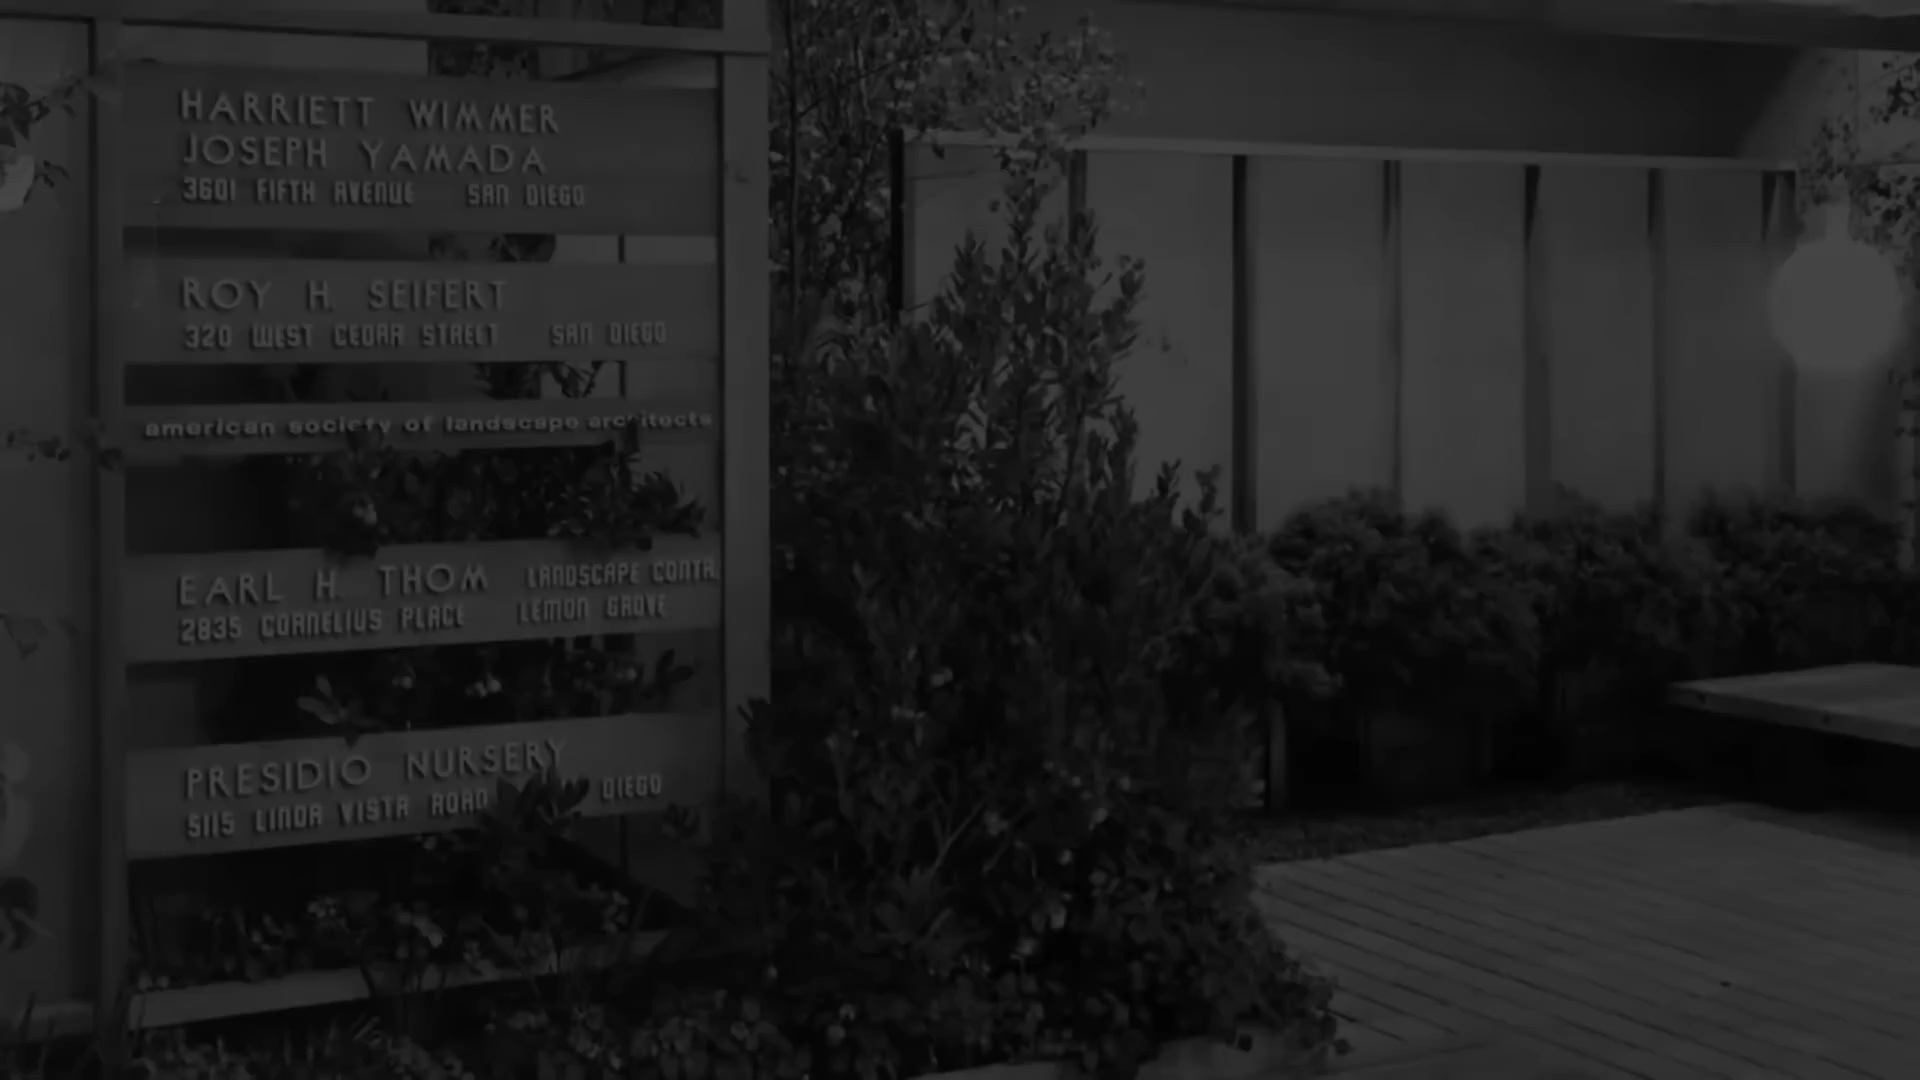 HARRIETT WIMMER
JOSEPH YAMADA
3601 FIFTH AVENUE SAN DIEGO
ROY H. SEIFERT
320 WEST CEDAR STREET SAN DIEGO
american society of landscape architects
EARL H. THOM LANDSCAPE CONTR.
2835 CORNELIUS PLACE LEMON GROVE
PRESIDIO NURSERY
5115 LINDA VISTA ROAD DIEGO